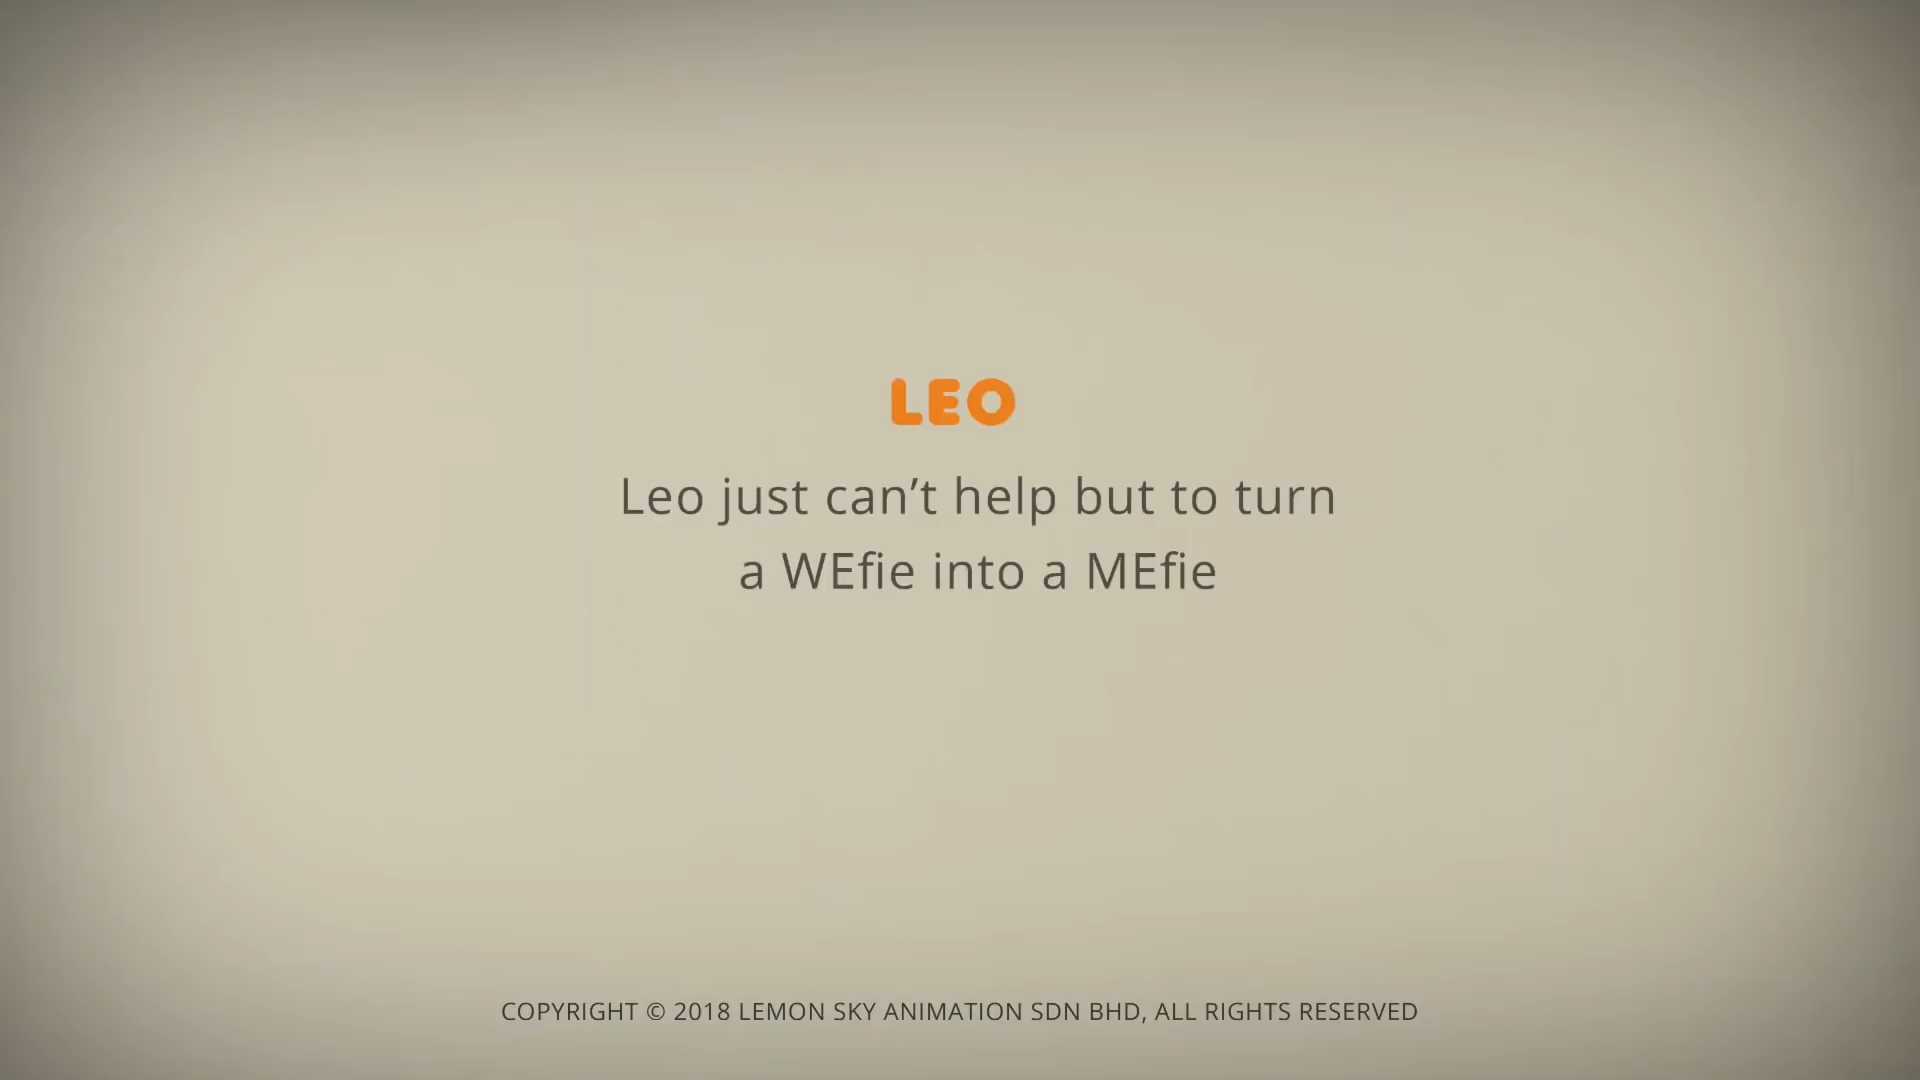 LEO
Leo just can’t help but to turn
a WEfie into a MEfie
COPYRIGHT © 2018 LEMON SKY ANIMATION SDN BHD, ALL RIGHTS RESERVED